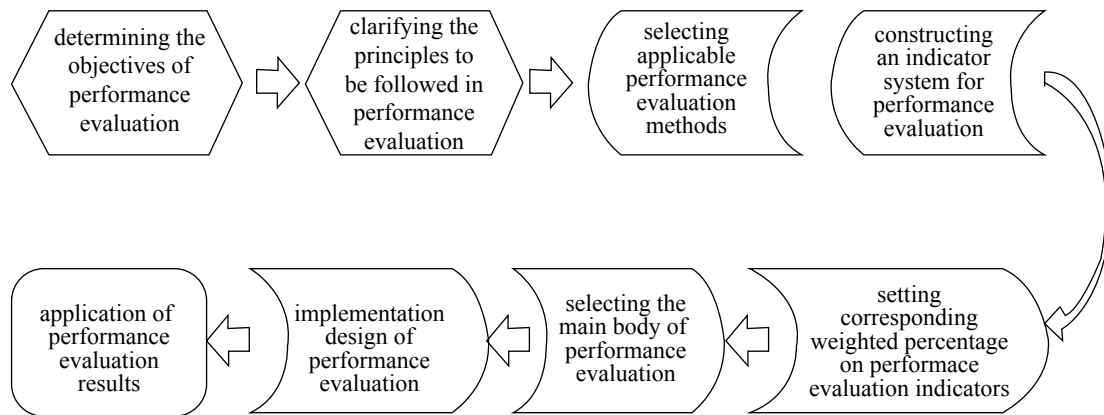 determining the
objectives of
performance
evaluation
clarifying the
principles to
be followed in
performance
evaluation
selecting
applicable
performance
evaluation
methods
constructing
an indicator
system for
performance
evaluation
setting
corresponding
weighted percentage
on performace
evaluation indicators
selecting the
main body of
performance
evaluation
implementation
design of
performance
evaluation
application of
performance
evaluation
results